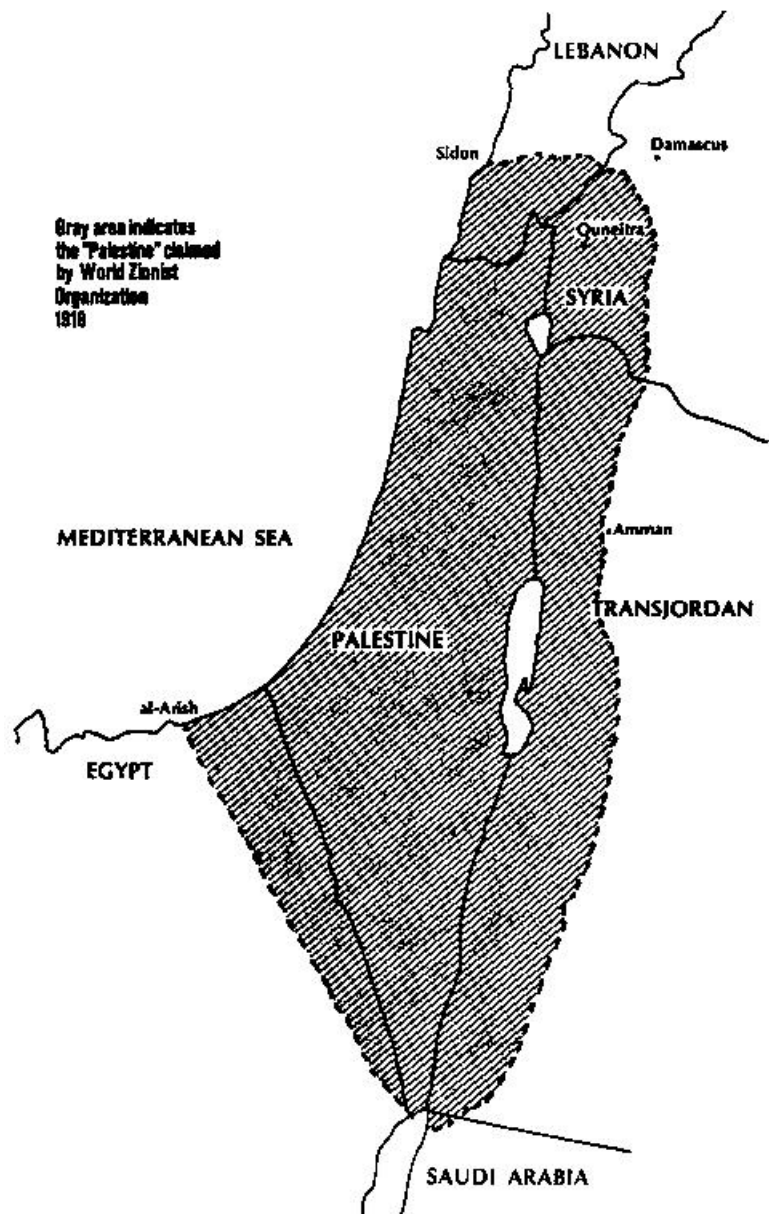 LEBANON
Sidon
Damascus
Gray area indicates
the "Palestine" claimed
by World Zionist
Organization
1918
Quneitra
SYRIA
MEDITERRANEAN SEA
Amman
TRANSJORDAN
PALESTINE
al-Arish
EGYPT
SAUDI ARABIA